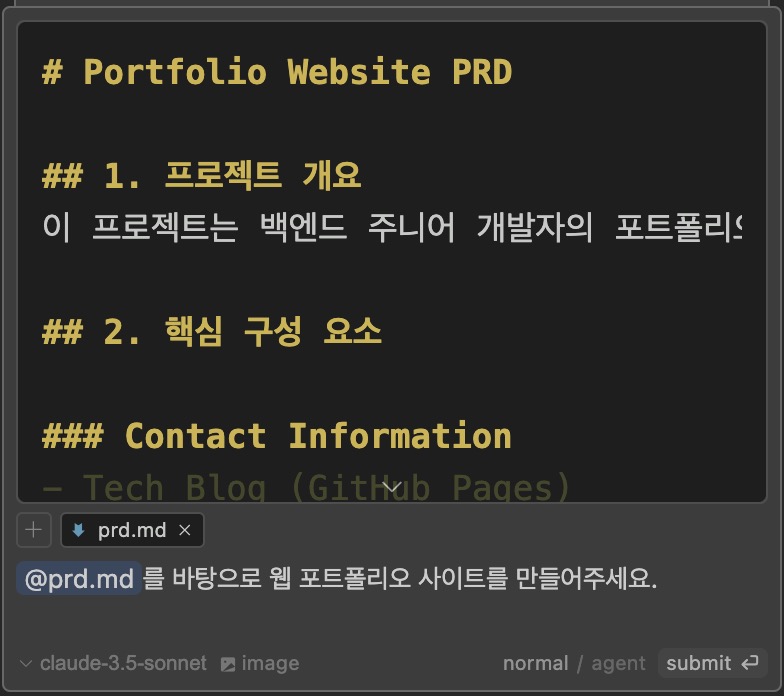 # Portfolio Website PRD
## 1. 프로젝트 개요
이 프로젝트는 백엔드 주니어 개발자의 포트폴리오
## 2. 핵심 구성 요소
### Contact Information
- Tech Blog (GitHub Pages)
prd.md
@prd.md 를 바탕으로 웹 포트폴리오 사이트를 만들어주세요.
claude-3.5-sonnet image normal / agent submit